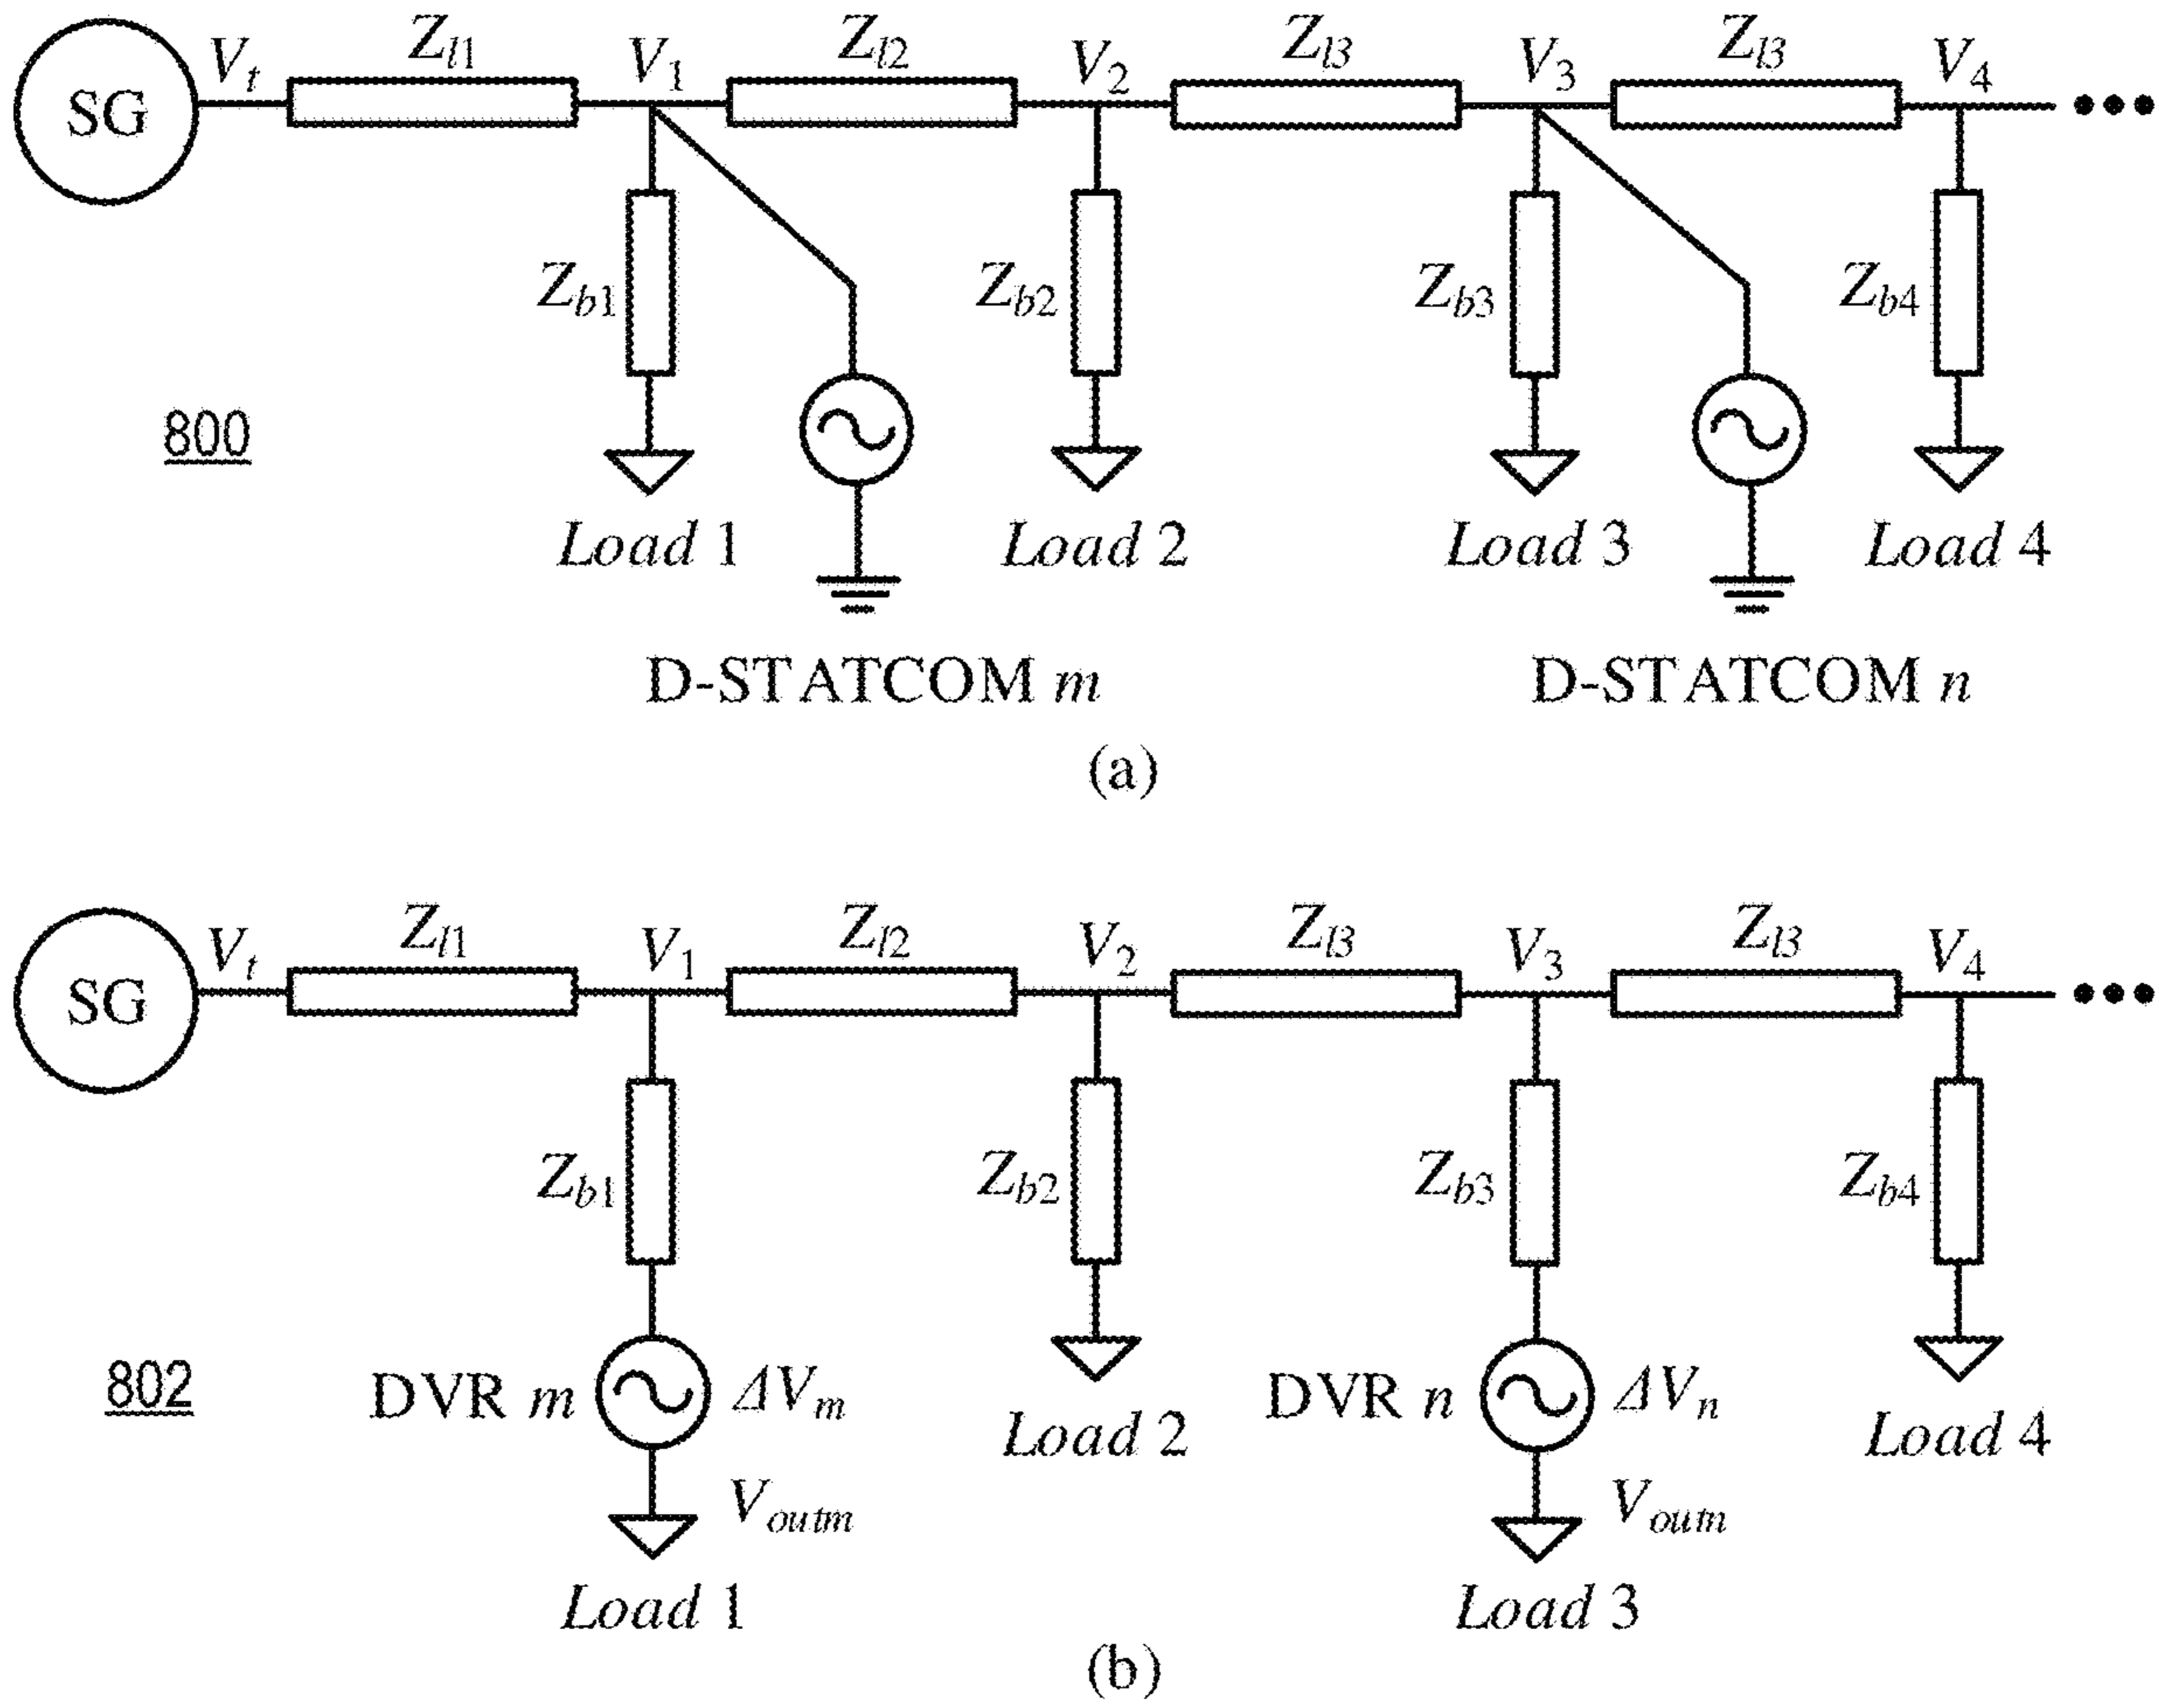 SG V_t Z_l1 V_1 Z_l2 V_2 Z_l3 V_3 Z_l3 V_4
Z_b1 Z_b2 Z_b3 Z_b4
800
Load 1 Load 2 Load 3 Load 4
D-STATCOM m D-STATCOM n
(a)
SG V_t Z_l1 V_1 Z_l2 V_2 Z_l3 V_3 Z_l3 V_4
Z_b1 Z_b2 Z_b3 Z_b4
802 DVR m ΔV_m DVR n ΔV_n
Load 2 Load 4
V_outm V_outn
Load 1 Load 3
(b)